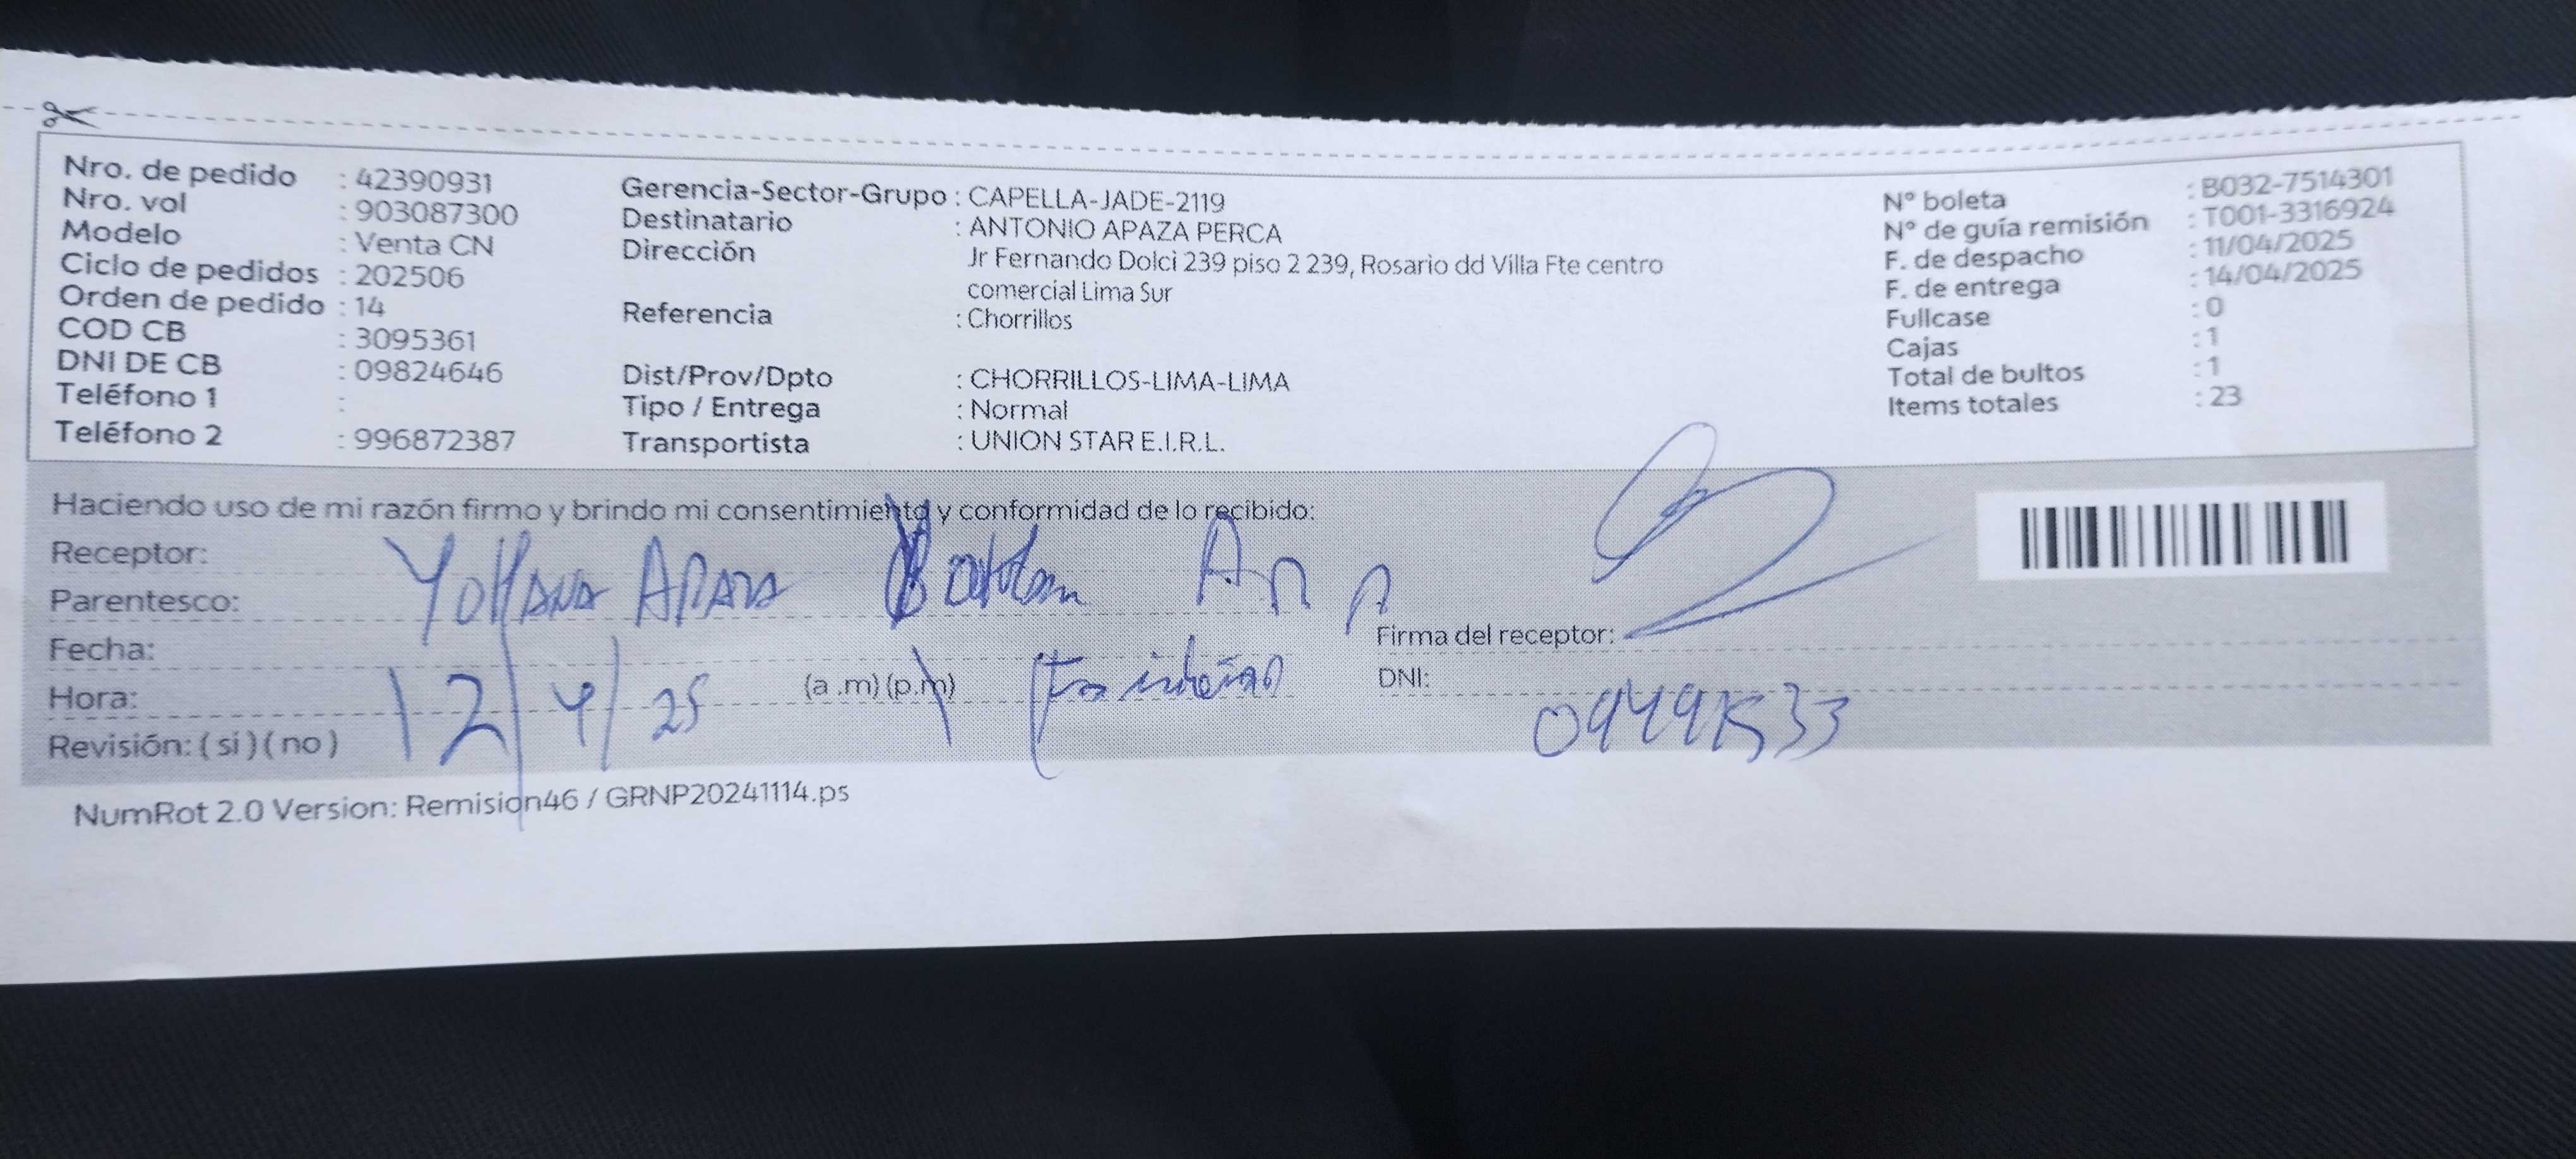 Nro. de pedido : 42390931
Nro. vol : 903087300
Modelo : Venta CN
Ciclo de pedidos : 202506
Orden de pedido : 14
COD CB : 3095361
DNI DE CB : 09824646
Teléfono 1 :
Teléfono 2 : 996872387
Gerencia-Sector-Grupo : CAPELLA-JADE-2119
Destinatario : ANTONIO APAZA PERCA
Dirección Jr Fernando Dolci 239 piso 2 239, Rosario dd Villa Fte centro
comercial Lima Sur
Referencia : Chorrillos
Dist/Prov/Dpto : CHORRILLOS-LIMA-LIMA
Tipo / Entrega : Normal
Transportista : UNION STAR E.I.R.L.
N° boleta : B032-7514301
N° de guía remisión : T001-3316924
F. de despacho : 11/04/2025
F. de entrega : 14/04/2025
Fullcase : 0
Cajas : 1
Total de bultos : 1
Items totales : 23
Haciendo uso de mi razón firmo y brindo mi consentimiento y conformidad de lo recibido:
Receptor:
Parentesco: Yohana Apaza
Fecha:
Hora: 12/4/25 (a .m) (p.m)
Revisión: ( si ) ( no )
Firma del receptor:
DNI:
NumRot 2.0 Version: Remision46 / GRNP20241114.ps